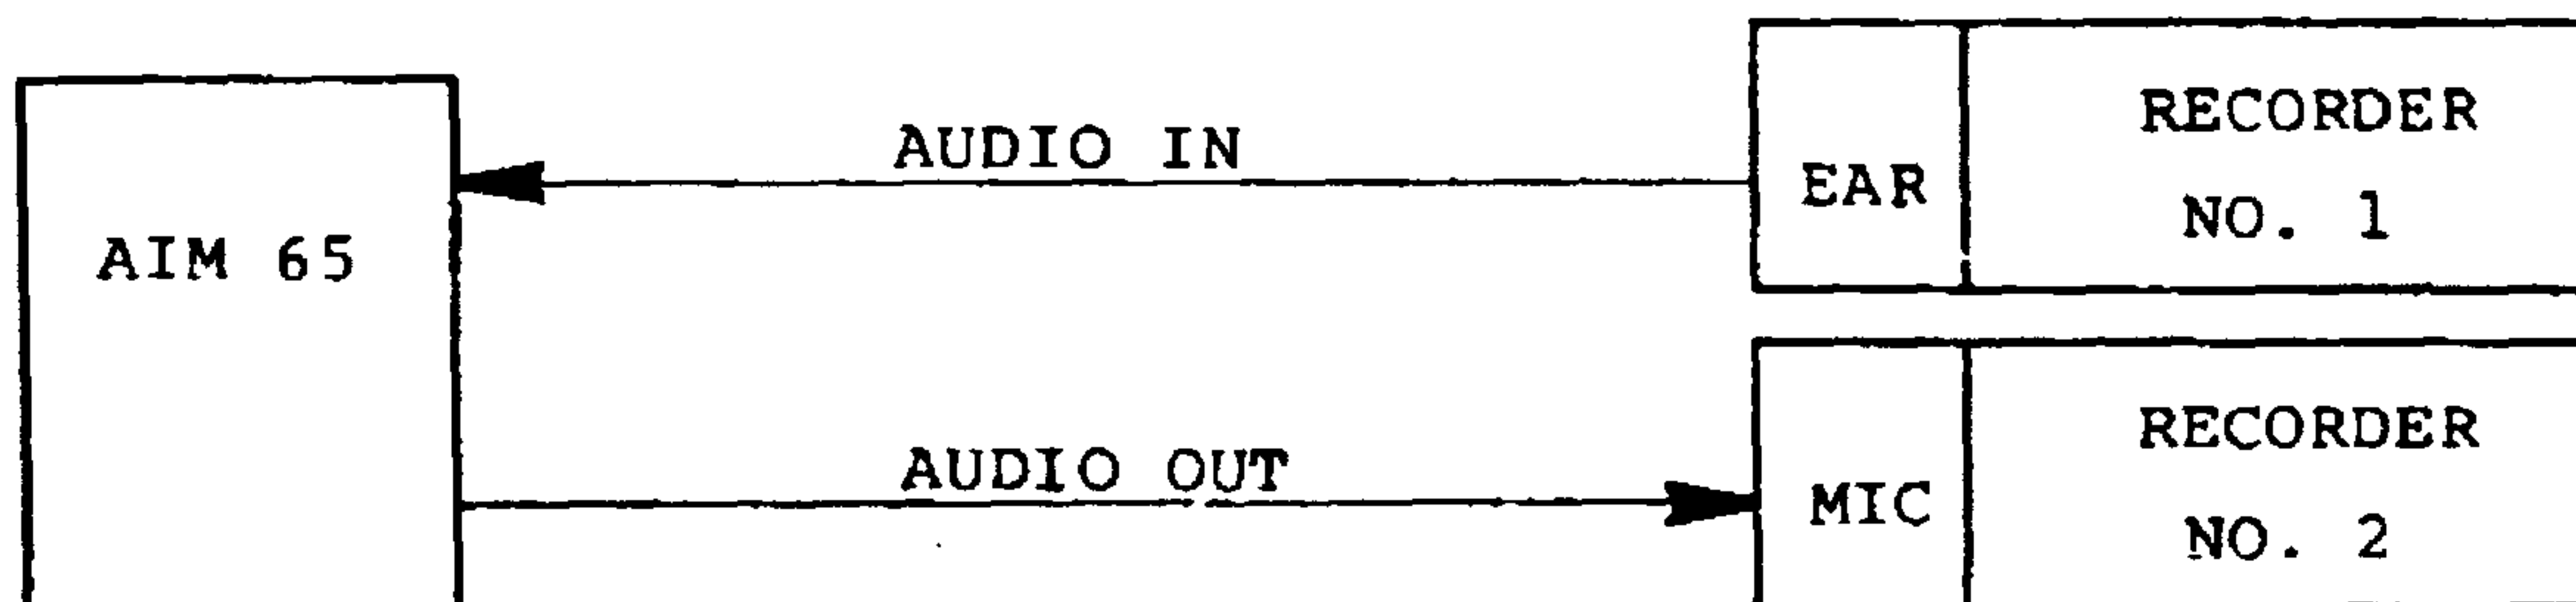 AIM 65
AUDIO IN
EAR
RECORDER
NO. 1
AUDIO OUT
MIC
RECORDER
NO. 2